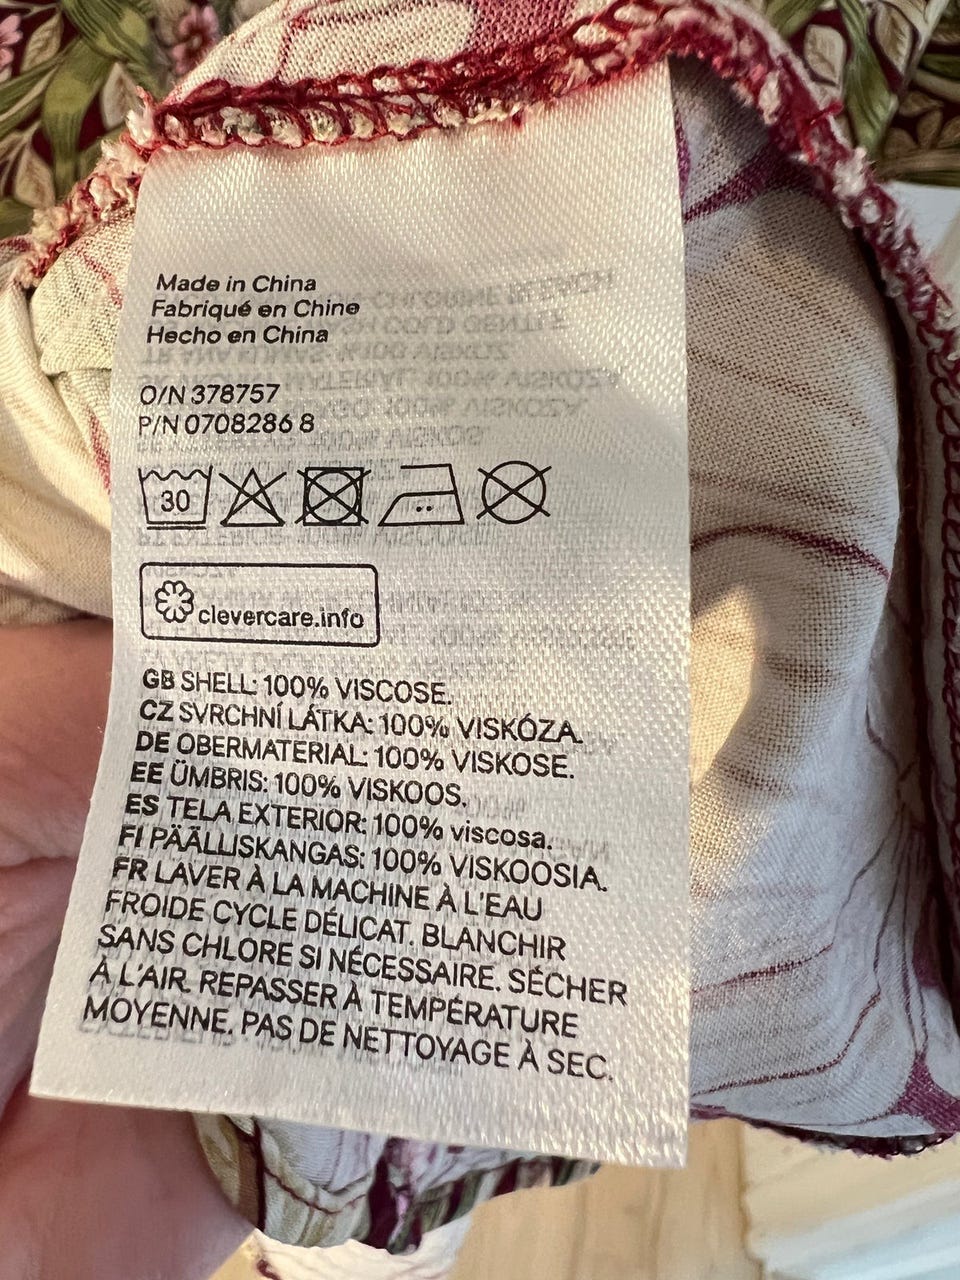 Made in China
Fabriqué en Chine
Hecho en China
O/N 378757
P/N 0708286 8
30
clevercare.info
GB SHELL: 100% VISCOSE.
CZ SVRCHNÍ LÁTKA: 100% VISKÓZA.
DE OBERMATERIAL: 100% VISKOSE.
EE ÜMBRIS: 100% VISKOOS.
ES TELA EXTERIOR: 100% viscosa.
FI PÄÄLLISKANGAS: 100% VISKOOSIA.
FR LAVER À LA MACHINE À L'EAU
FROIDE CYCLE DÉLICAT. BLANCHIR
SANS CHLORE SI NÉCESSAIRE. SÉCHER
À L'AIR. REPASSER À TEMPÉRATURE
MOYENNE. PAS DE NETTOYAGE À SEC.